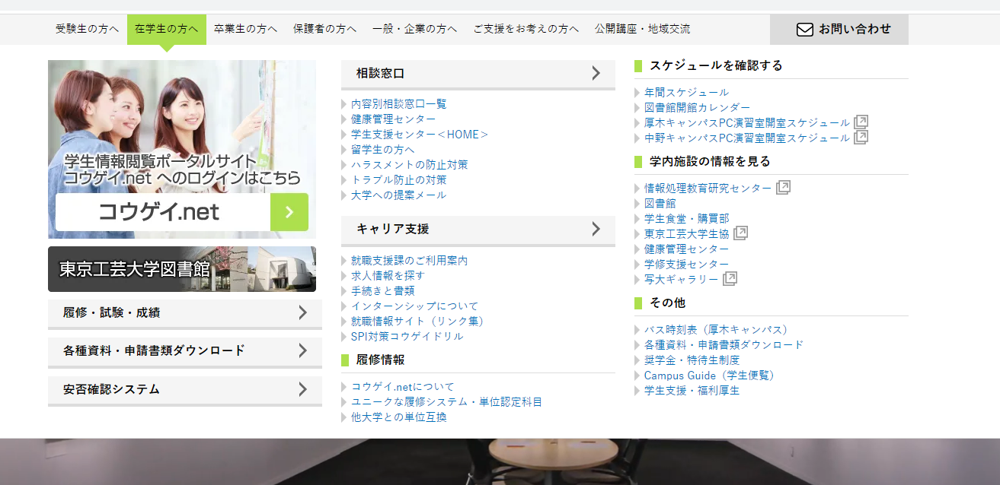 受験生の方へ
在学生の方へ
卒業生の方へ
保護者の方へ
一般・企業の方へ
ご支援をお考えの方へ
公開講座・地域交流
お問い合わせ
学生情報閲覧ポータルサイト
コウゲイ.net へのログインはこちら
コウゲイ.net
東京工芸大学図書館
履修・試験・成績
各種資料・申請書類ダウンロード
安否確認システム
相談窓口
内容別相談窓口一覧
健康管理センター
学生支援センター＜HOME＞
留学生の方へ
ハラスメントの防止対策
トラブル防止の対策
大学への提案メール
キャリア支援
就職支援課のご利用案内
求人情報を探す
手続きと書類
インターンシップについて
就職情報サイト（リンク集）
SPI対策コウゲイドリル
履修情報
コウゲイ.netについて
ユニークな履修システム・単位認定科目
他大学との単位互換
スケジュールを確認する
年間スケジュール
図書館開館カレンダー
厚木キャンパスPC演習室開室スケジュール
中野キャンパスPC演習室開室スケジュール
学内施設の情報を見る
情報処理教育研究センター
図書館
学生食堂・購買部
東京工芸大学生協
健康管理センター
学修支援センター
写大ギャラリー
その他
バス時刻表（厚木キャンパス）
各種資料・申請書類ダウンロード
奨学金・特待生制度
Campus Guide（学生便覧）
学生支援・福利厚生